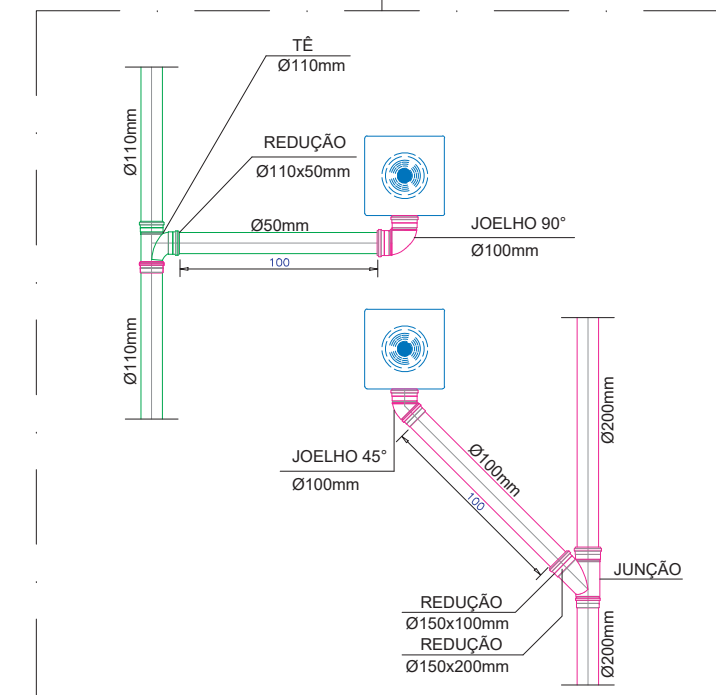 TÊ
Ø110mm
Ø110mm
REDUÇÃO
Ø110x50mm
Ø50mm
100
JOELHO 90°
Ø100mm
Ø110mm
JOELHO 45°
Ø100mm
Ø100mm
100
Ø200mm
JUNÇÃO
REDUÇÃO
Ø150x100mm
REDUÇÃO
Ø150x200mm
Ø200mm